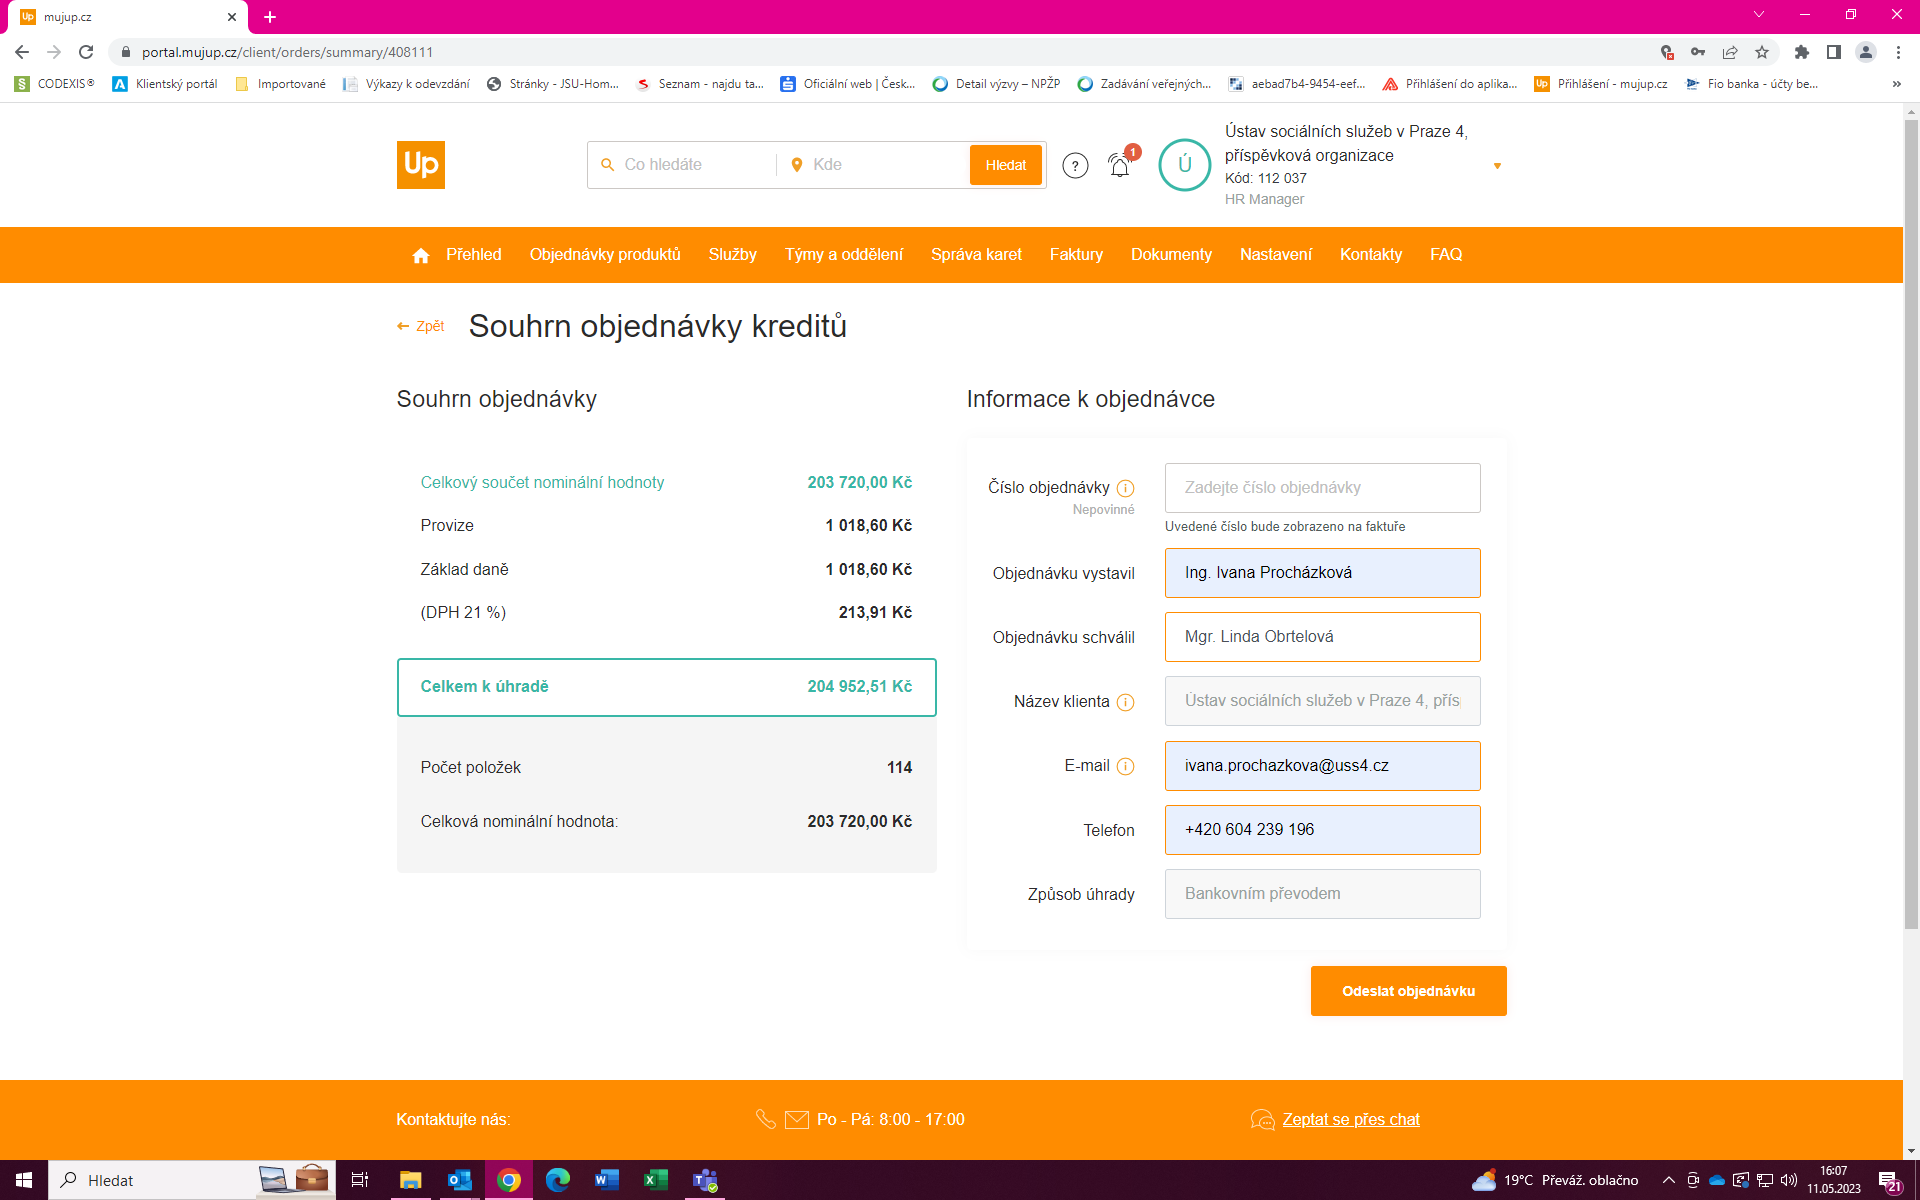 Up mujup.cz
portal.mujup.cz/client/orders/summary/408111
CODEXIS®
Klientský portál
Importované
Výkazy k odevzdání
Stránky - JSU-Hom...
Seznam - najdu ta...
Oficiální web | Česk...
Detail výzvy – NPŽP
Zadávání veřejných...
aebad7b4-9454-eef...
Přihlášení do aplika...
Přihlášení - mujup.cz
Fio banka - účty be...
»
Up
Co hledáte
Kde
Hledat
?
1
Ú
Ústav sociálních služeb v Praze 4,
příspěvková organizace
Kód: 112 037
HR Manager
Přehled
Objednávky produktů
Služby
Týmy a oddělení
Správa karet
Faktury
Dokumenty
Nastavení
Kontakty
FAQ
Zpět
Souhrn objednávky kreditů
Souhrn objednávky
Celkový součet nominální hodnoty 203 720,00 Kč
Provize 1 018,60 Kč
Základ daně 1 018,60 Kč
(DPH 21 %) 213,91 Kč
Celkem k úhradě 204 952,51 Kč
Počet položek 114
Celková nominální hodnota: 203 720,00 Kč
Informace k objednávce
Číslo objednávky Zadejte číslo objednávky
Nepovinné
Uvedené číslo bude zobrazeno na faktuře
Objednávku vystavil Ing. Ivana Procházková
Objednávku schválil Mgr. Linda Obrtelová
Název klienta Ústav sociálních služeb v Praze 4, přís
E-mail ivana.prochazkova@uss4.cz
Telefon +420 604 239 196
Způsob úhrady Bankovním převodem
Odeslat objednávku
Kontaktujte nás:
Po - Pá: 8:00 - 17:00
Zeptat se přes chat
Hledat
19°C Převáž. oblačno
16:07
11.05.2023
21